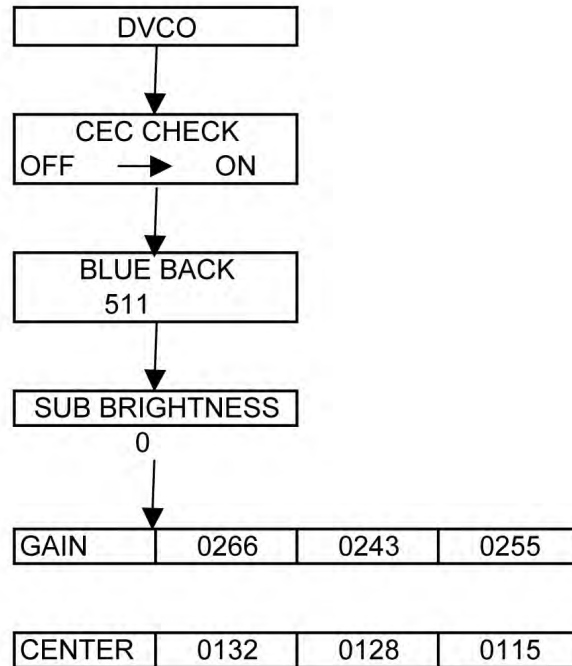 DVCO
CEC CHECK
OFF ON
BLUE BACK
511
SUB BRIGHTNESS
0
GAIN 0266 0243 0255
CENTER 0132 0128 0115